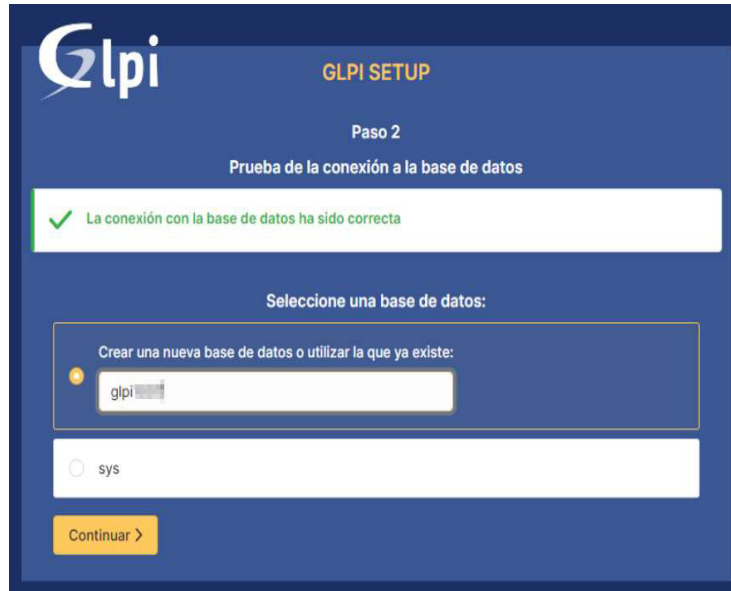 Glpi
GLPI SETUP
Paso 2
Prueba de la conexión a la base de datos
La conexión con la base de datos ha sido correcta
Seleccione una base de datos:
Crear una nueva base de datos o utilizar la que ya existe:
glpi
sys
Continuar >